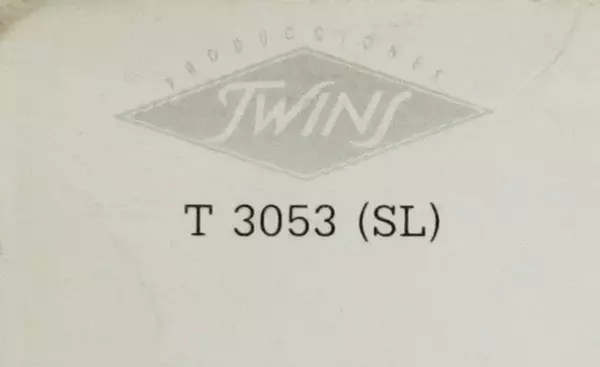 PRODUCCIONES
TWINS
T 3053 (SL)